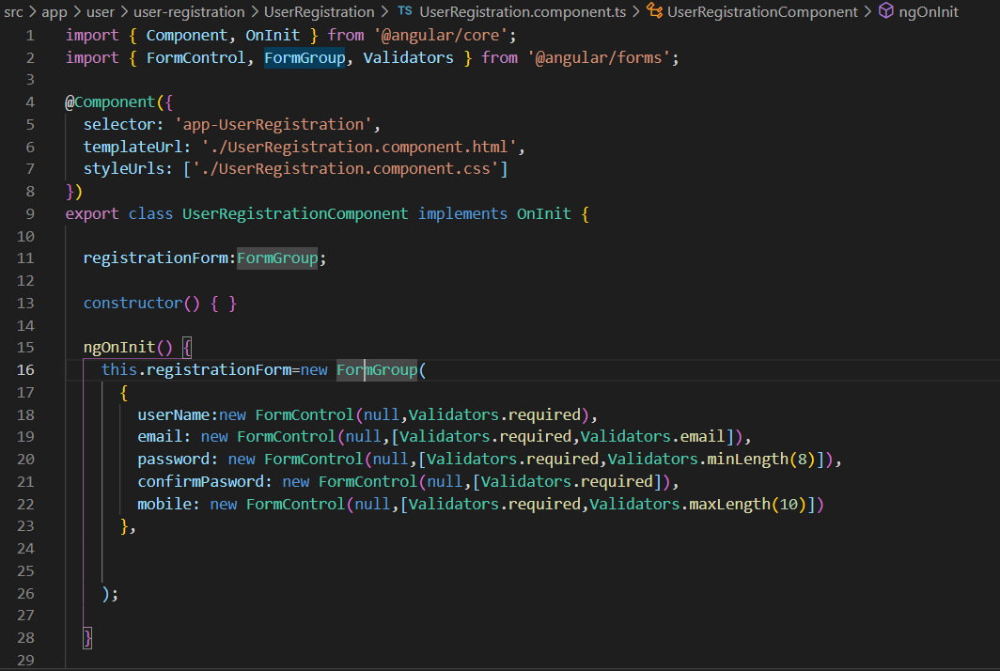 src > app > user > user-registration > UserRegistration > TS UserRegistration.component.ts > UserRegistrationComponent > ngOnInit
1 import { Component, OnInit } from '@angular/core';
2 import { FormControl, FormGroup, Validators } from '@angular/forms';
3
4 @Component({
5 selector: 'app-UserRegistration',
6 templateUrl: './UserRegistration.component.html',
7 styleUrls: ['./UserRegistration.component.css']
8 })
9 export class UserRegistrationComponent implements OnInit {
10
11 registrationForm:FormGroup;
12
13 constructor() { }
14
15 ngOnInit() {
16 this.registrationForm=new FormGroup(
17 {
18 userName:new FormControl(null,Validators.required),
19 email: new FormControl(null,[Validators.required,Validators.email]),
20 password: new FormControl(null,[Validators.required,Validators.minLength(8)]),
21 confirmPasword: new FormControl(null,[Validators.required]),
22 mobile: new FormControl(null,[Validators.required,Validators.maxLength(10)])
23 },
24
25
26 );
27
28 }
29